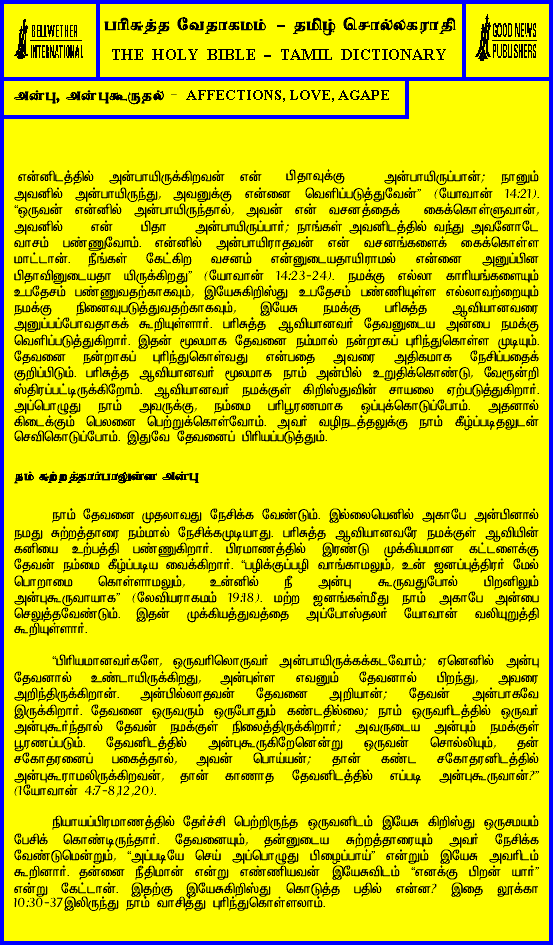 BELLWETHER
INTERNATIONAL
பரிசுத்த வேதாகமம் - தமிழ் சொல்லகராதி
THE HOLY BIBLE - TAMIL DICTIONARY
GOOD NEWS
PUBLISHERS
அன்பு, அன்புகூருதல் - AFFECTIONS, LOVE, AGAPE
என்னிடத்தில் அன்பாயிருக்கிறவன் என் பிதாவுக்கு அன்பாயிருப்பான்; நானும்
அவனில் அன்பாயிருந்து, அவனுக்கு என்னை வெளிப்படுத்துவேன்” (யோவான் 14:21).
“ஒருவன் என்னில் அன்பாயிருந்தால், அவன் என் வசனத்தைக் கைக்கொள்ளுவான்,
அவனில் என் பிதா அன்பாயிருப்பார்; நாங்கள் அவனிடத்தில் வந்து அவனோடே
வாசம் பண்ணுவோம். என்னில் அன்பாயிராதவன் என் வசனங்களைக் கைக்கொள்ள
மாட்டான். நீங்கள் கேட்கிற வசனம் என்னுடையதாயிராமல் என்னை அனுப்பின
பிதாவினுடையதா யிருக்கிறது” (யோவான் 14:23-24). நமக்கு எல்லா காரியங்களையும்
உபதேசம் பண்ணுவதற்காகவும், இயேசுகிறிஸ்து உபதேசம் பண்ணியுள்ள எல்லாவற்றையும்
நமக்கு நினைவுபடுத்துவதற்காகவும், இயேசு நமக்கு பரிசுத்த ஆவியானவரை
அனுப்பப்போவதாகக் கூறியுள்ளார். பரிசுத்த ஆவியானவர் தேவனுடைய அன்பை நமக்கு
வெளிப்படுத்துகிறார். இதன் மூலமாக தேவனை நம்மால் நன்றாகப் புரிந்துகொள்ள முடியும்.
தேவனை நன்றாகப் புரிந்துகொள்வது என்பதை அவரை அதிகமாக நேசிப்பதைக்
குறிப்பிடும். பரிசுத்த ஆவியானவர் மூலமாக நாம் அன்பில் உறுதிக்கொண்டு, வேரூன்றி
ஸ்திரப்பட்டிருக்கிறோம். ஆவியானவர் நமக்குள் கிறிஸ்துவின் சாயலை ஏற்படுத்துகிறார்.
அப்பொழுது நாம் அவருக்கு, நம்மை பரிபூரணமாக ஒப்புக்கொடுப்போம். அதனால்
கிடைக்கும் பெலனை பெற்றுக்கொள்வோம். அவர் வழிநடத்தலுக்கு நாம் கீழ்ப்படிதலுடன்
செவிகொடுப்போம். இதுவே தேவனைப் பிரியப்படுத்தும்.
நம் சுற்றத்தார்பாலுள்ள அன்பு
நாம் தேவனை முதலாவது நேசிக்க வேண்டும். இல்லையெனில் அகாபே அன்பினால்
நமது சுற்றத்தாரை நம்மால் நேசிக்கமுடியாது. பரிசுத்த ஆவியானவரே நமக்குள் ஆவியின்
கனியை உற்பத்தி பண்ணுகிறார். பிரமாணத்தில் இரண்டு முக்கியமான கட்டளைக்கு
தேவன் நம்மை கீழ்ப்படிய வைக்கிறார். “பழிக்குப்பழி வாங்காமலும், உன் ஜனப்புத்திரர் மேல்
பொறாமை கொள்ளாமலும், உன்னில் நீ அன்பு கூருவதுபோல் பிறனிலும்
அன்புகூருவாயாக” (லேவியராகமம் 19:18). மற்ற ஜனங்கள்மீது நாம் அகாபே அன்பை
செலுத்தவேண்டும். இதன் முக்கியத்துவத்தை அப்போஸ்தலர் யோவான் வலியுறுத்தி
கூறியுள்ளார்.
“பிரியமானவர்களே, ஒருவரிலொருவர் அன்பாயிருக்கக்கடவோம்; ஏனெனில் அன்பு
தேவனால் உண்டாயிருக்கிறது, அன்புள்ள எவனும் தேவனால் பிறந்து, அவரை
அறிந்திருக்கிறான். அன்பில்லாதவன் தேவனை அறியான்; தேவன் அன்பாகவே
இருக்கிறார். தேவனை ஒருவரும் ஒருபோதும் கண்டதில்லை; நாம் ஒருவரிடத்தில் ஒருவர்
அன்புகூர்ந்தால் தேவன் நமக்குள் நிலைத்திருக்கிறார்; அவருடைய அன்பும் நமக்குள்
பூரணப்படும். தேவனிடத்தில் அன்புகூருகிறேனென்று ஒருவன் சொல்லியும், தன்
சகோதரனைப் பகைத்தால், அவன் பொய்யன்; தான் கண்ட சகோதரனிடத்தில்
அன்புகூராமலிருக்கிறவன், தான் காணாத தேவனிடத்தில் எப்படி அன்புகூருவான்?”
(1யோவான் 4:7-8,12,20).
நியாயப்பிரமாணத்தில் தேர்ச்சி பெற்றிருந்த ஒருவனிடம் இயேசு கிறிஸ்து ஒருசமயம்
பேசிக் கொண்டிருந்தார். தேவனையும், தன்னுடைய சுற்றத்தாரையும் அவர் நேசிக்க
வேண்டுமென்றும், “அப்படியே செய் அப்பொழுது பிழைப்பாய்” என்றும் இயேசு அவரிடம்
கூறினார். தன்னை நீதிமான் என்று எண்ணியவன் இயேசுவிடம் “எனக்கு பிறன் யார்”
என்று கேட்டான். இதற்கு இயேசுகிறிஸ்து கொடுத்த பதில் என்ன? இதை லூக்கா
10:30-37இலிருந்து நாம் வாசித்து புரிந்துகொள்ளலாம்.